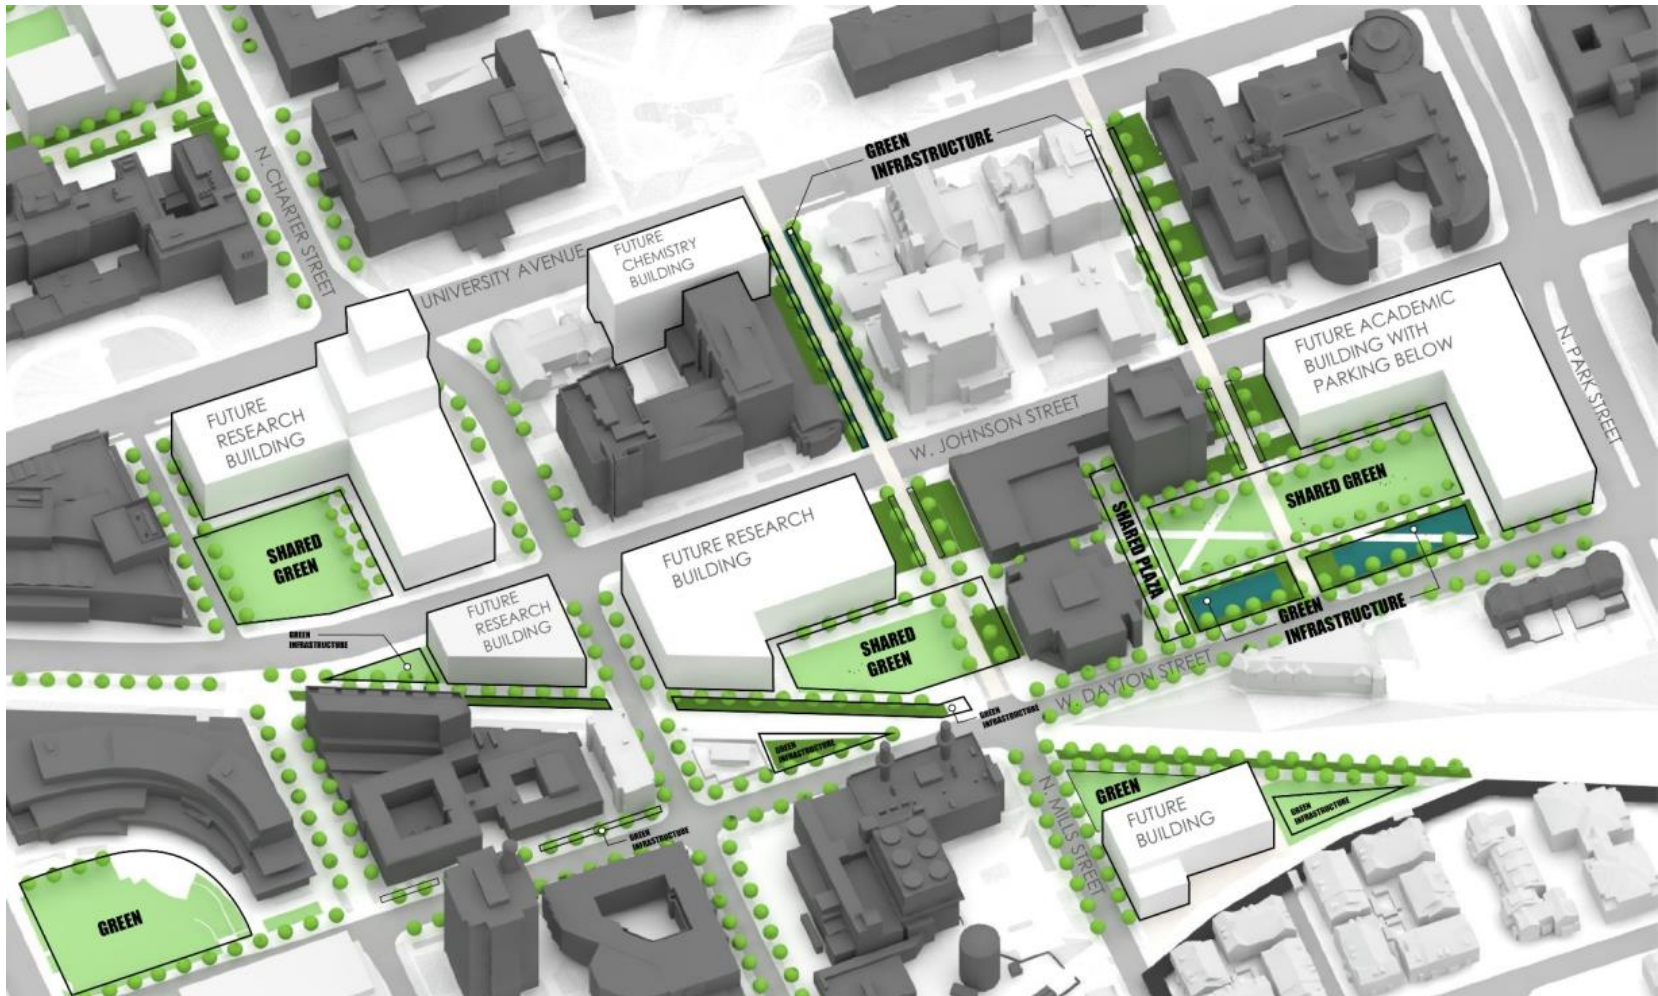 GREEN
INFRASTRUCTURE
N. CHARTER STREET
UNIVERSITY AVENUE
FUTURE
CHEMISTRY
BUILDING
FUTURE ACADEMIC
BUILDING WITH
PARKING BELOW
N. PARK STREET
FUTURE
RESEARCH
BUILDING
W. JOHNSON STREET
SHARED GREEN
SHARED PLAZA
FUTURE RESEARCH
BUILDING
SHARED
GREEN
FUTURE
RESEARCH
BUILDING
GREEN
INFRASTRUCTURE
GREEN
INFRASTRUCTURE
SHARED
GREEN
W. DAYTON STREET
GREEN
INFRASTRUCTURE
GREEN
INFRASTRUCTURE
GREEN
FUTURE
BUILDING
GREEN
INFRASTRUCTURE
N. MILLS STREET
GREEN
INFRASTRUCTURE
GREEN